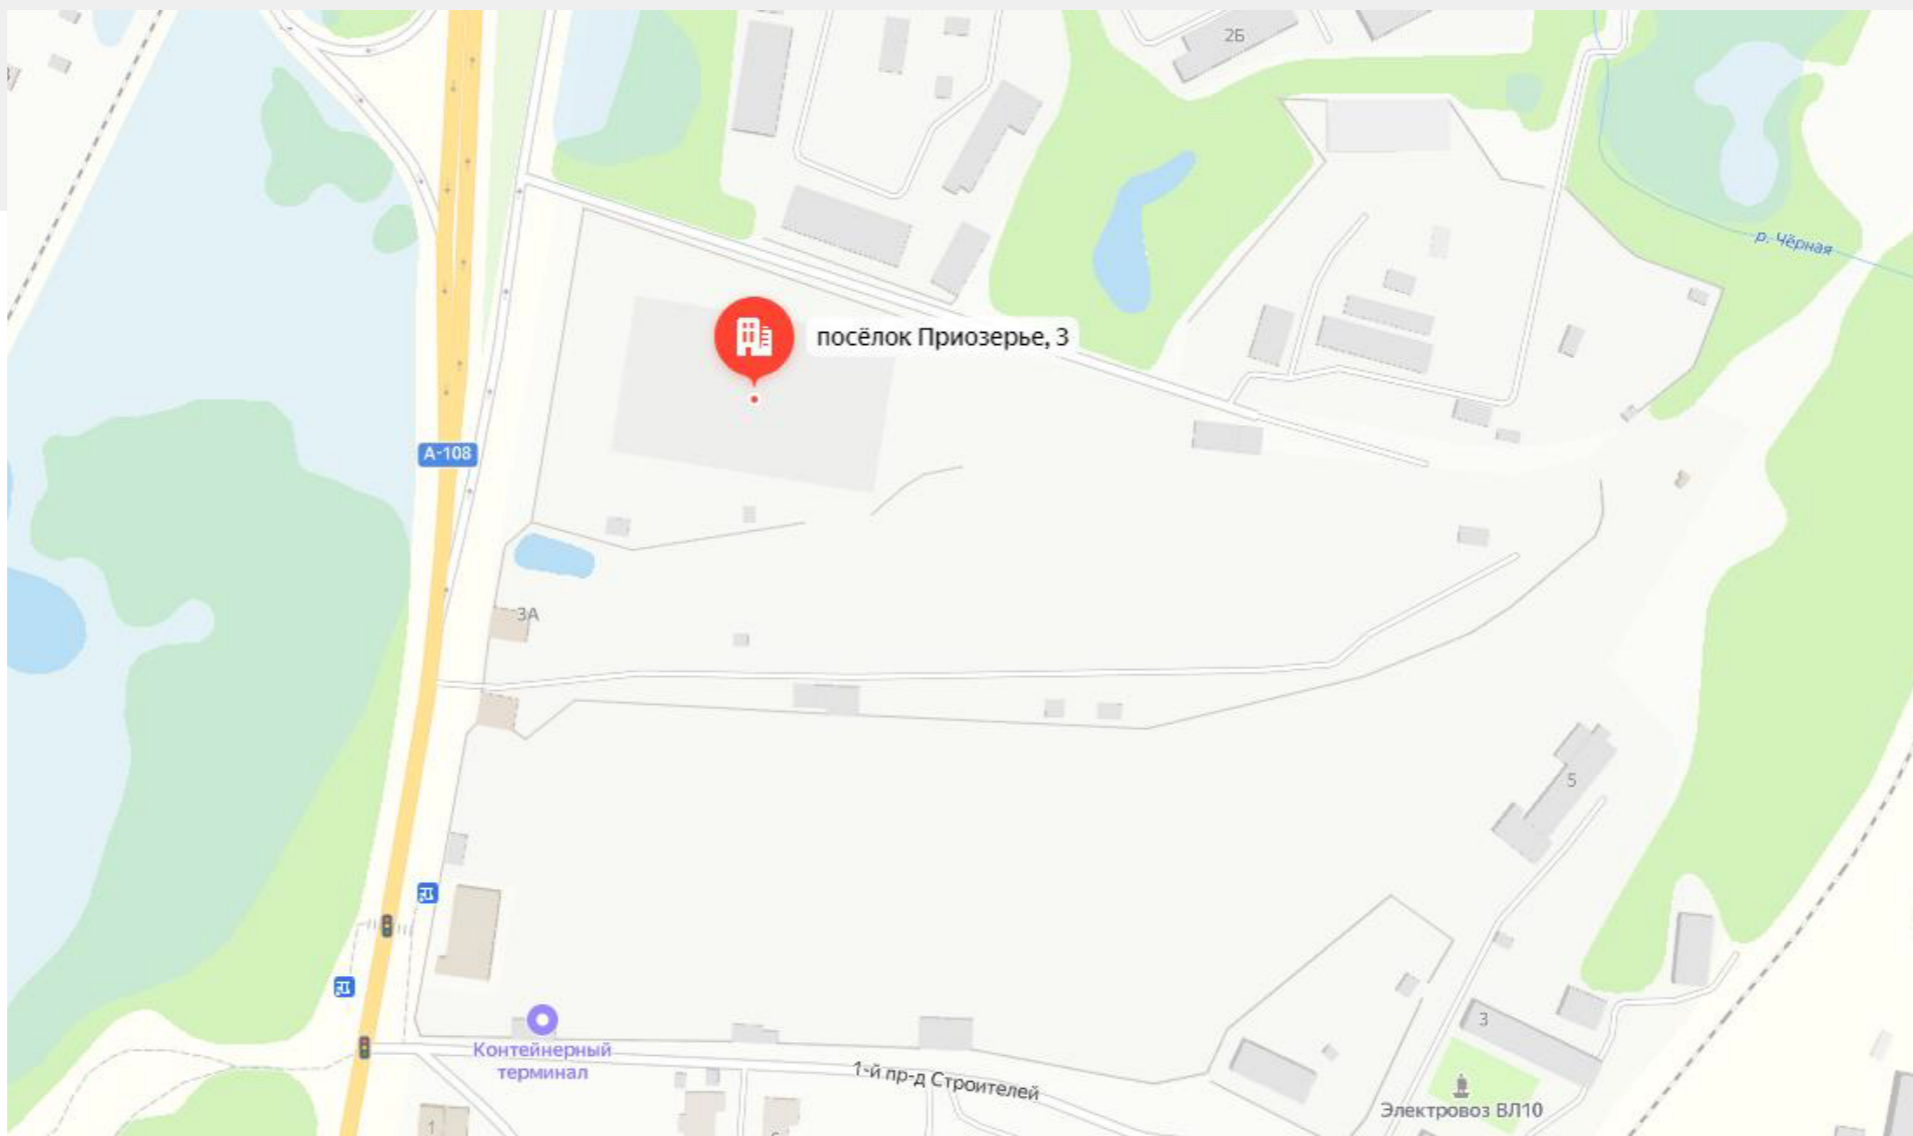 2Б
р. Чёрная
посёлок Приозерье, 3
А-108
3А
5
3
Контейнерный
терминал
1-й пр-д Строителей
Электровоз ВЛ10
1